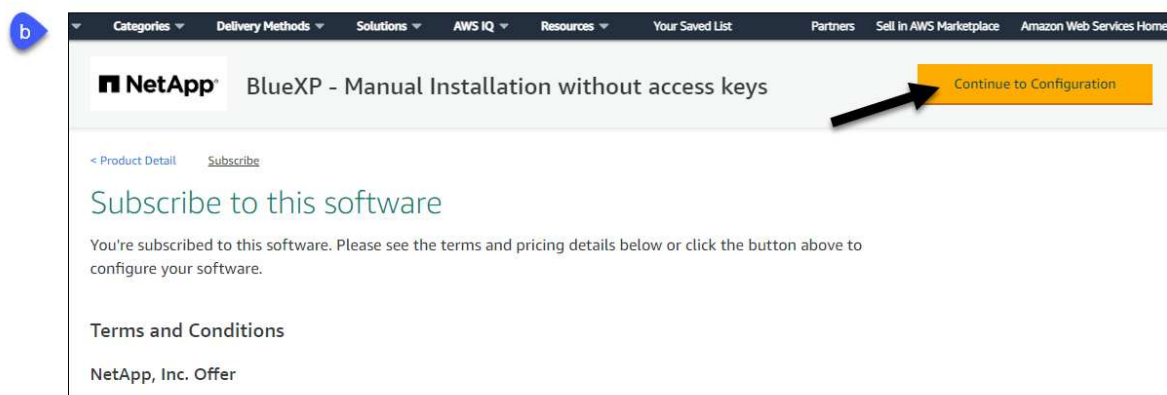 b
Categories Delivery Methods Solutions AWS IQ Resources Your Saved List Partners Sell in AWS Marketplace Amazon Web Services Home
NetApp BlueXP - Manual Installation without access keys Continue to Configuration
< Product Detail Subscribe
Subscribe to this software
You're subscribed to this software. Please see the terms and pricing details below or click the button above to
configure your software.
Terms and Conditions
NetApp, Inc. Offer